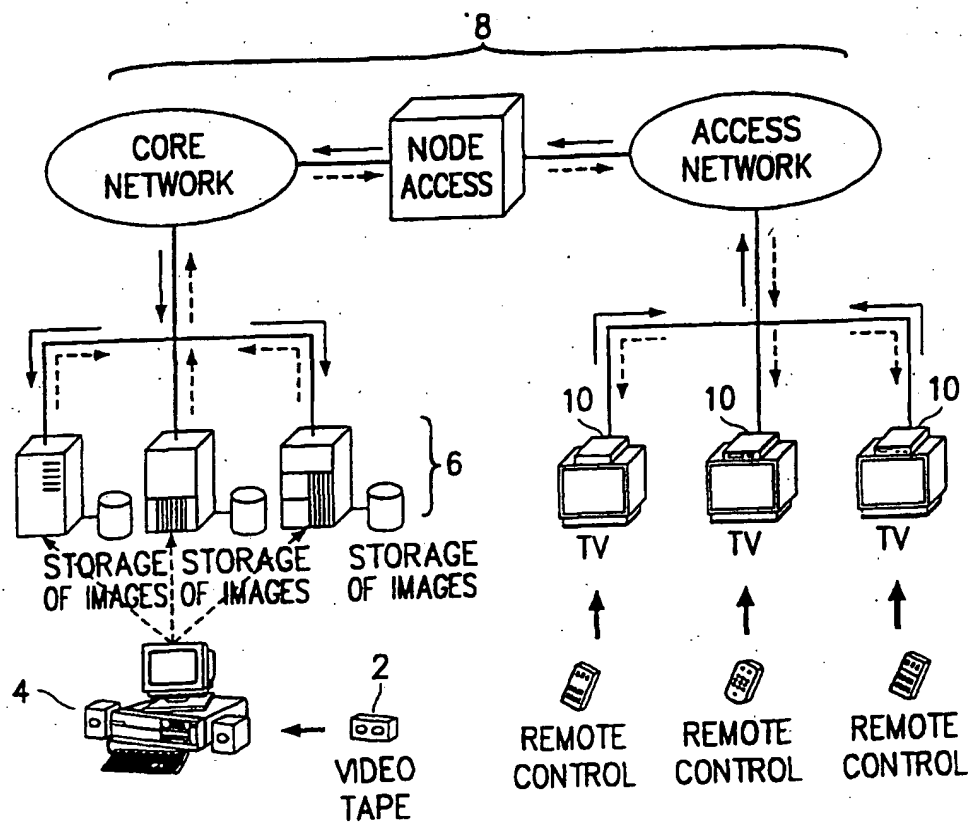 8
CORE
NETWORK
NODE
ACCESS
ACCESS
NETWORK
10
10
10
6
STORAGE
OF IMAGES
STORAGE
OF IMAGES
STORAGE
OF IMAGES
TV
TV
TV
4
2
VIDEO
TAPE
REMOTE
CONTROL
REMOTE
CONTROL
REMOTE
CONTROL